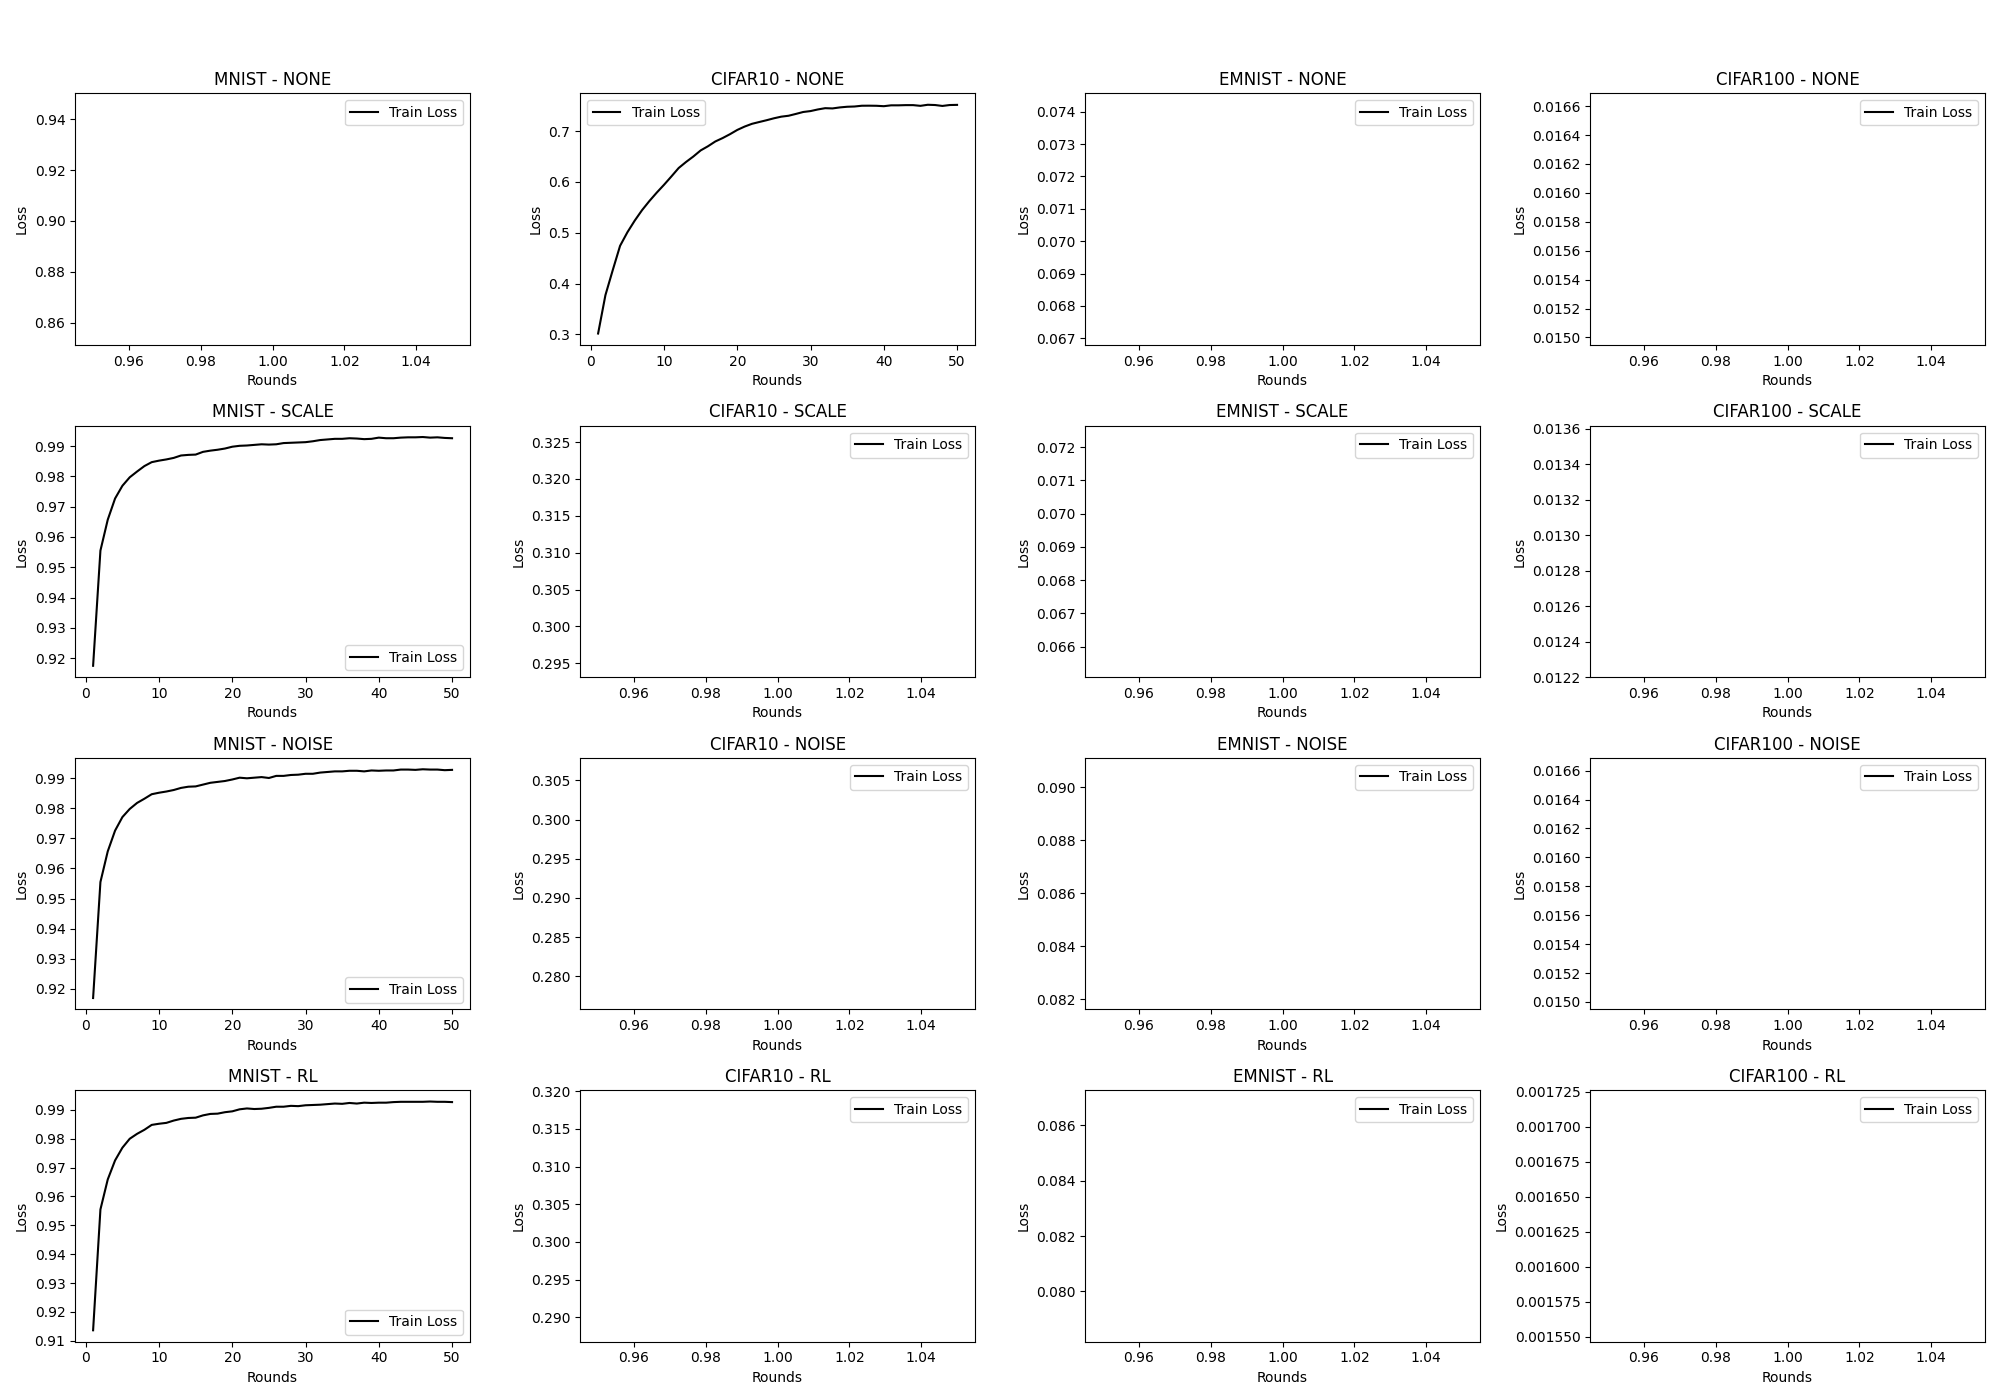 MNIST - NONE
Train Loss
0.94
0.92
0.90
0.88
0.86
Loss
0.96 0.98 1.00 1.02 1.04
Rounds
CIFAR10 - NONE
Train Loss
0.7
0.6
0.5
0.4
0.3
Loss
0 10 20 30 40 50
Rounds
EMNIST - NONE
Train Loss
0.074
0.073
0.072
0.071
0.070
0.069
0.068
0.067
Loss
0.96 0.98 1.00 1.02 1.04
Rounds
CIFAR100 - NONE
Train Loss
0.0166
0.0164
0.0162
0.0160
0.0158
0.0156
0.0154
0.0152
0.0150
Loss
0.96 0.98 1.00 1.02 1.04
Rounds
MNIST - SCALE
0.99
0.98
0.97
0.96
0.95
0.94
0.93
0.92
Loss
Train Loss
0 10 20 30 40 50
Rounds
CIFAR10 - SCALE
Train Loss
0.325
0.320
0.315
0.310
0.305
0.300
0.295
Loss
0.96 0.98 1.00 1.02 1.04
Rounds
EMNIST - SCALE
Train Loss
0.072
0.071
0.070
0.069
0.068
0.067
0.066
Loss
0.96 0.98 1.00 1.02 1.04
Rounds
CIFAR100 - SCALE
Train Loss
0.0136
0.0134
0.0132
0.0130
0.0128
0.0126
0.0124
0.0122
Loss
0.96 0.98 1.00 1.02 1.04
Rounds
MNIST - NOISE
0.99
0.98
0.97
0.96
0.95
0.94
0.93
0.92
Loss
Train Loss
0 10 20 30 40 50
Rounds
CIFAR10 - NOISE
Train Loss
0.305
0.300
0.295
0.290
0.285
0.280
Loss
0.96 0.98 1.00 1.02 1.04
Rounds
EMNIST - NOISE
Train Loss
0.090
0.088
0.086
0.084
0.082
Loss
0.96 0.98 1.00 1.02 1.04
Rounds
CIFAR100 - NOISE
Train Loss
0.0166
0.0164
0.0162
0.0160
0.0158
0.0156
0.0154
0.0152
0.0150
Loss
0.96 0.98 1.00 1.02 1.04
Rounds
MNIST - RL
0.99
0.98
0.97
0.96
0.95
0.94
0.93
0.92
0.91
Loss
Train Loss
0 10 20 30 40 50
Rounds
CIFAR10 - RL
Train Loss
0.320
0.315
0.310
0.305
0.300
0.295
0.290
Loss
0.96 0.98 1.00 1.02 1.04
Rounds
EMNIST - RL
Train Loss
0.086
0.084
0.082
0.080
Loss
0.96 0.98 1.00 1.02 1.04
Rounds
CIFAR100 - RL
Train Loss
0.001725
0.001700
0.001675
0.001650
0.001625
0.001600
0.001575
0.001550
Loss
0.96 0.98 1.00 1.02 1.04
Rounds